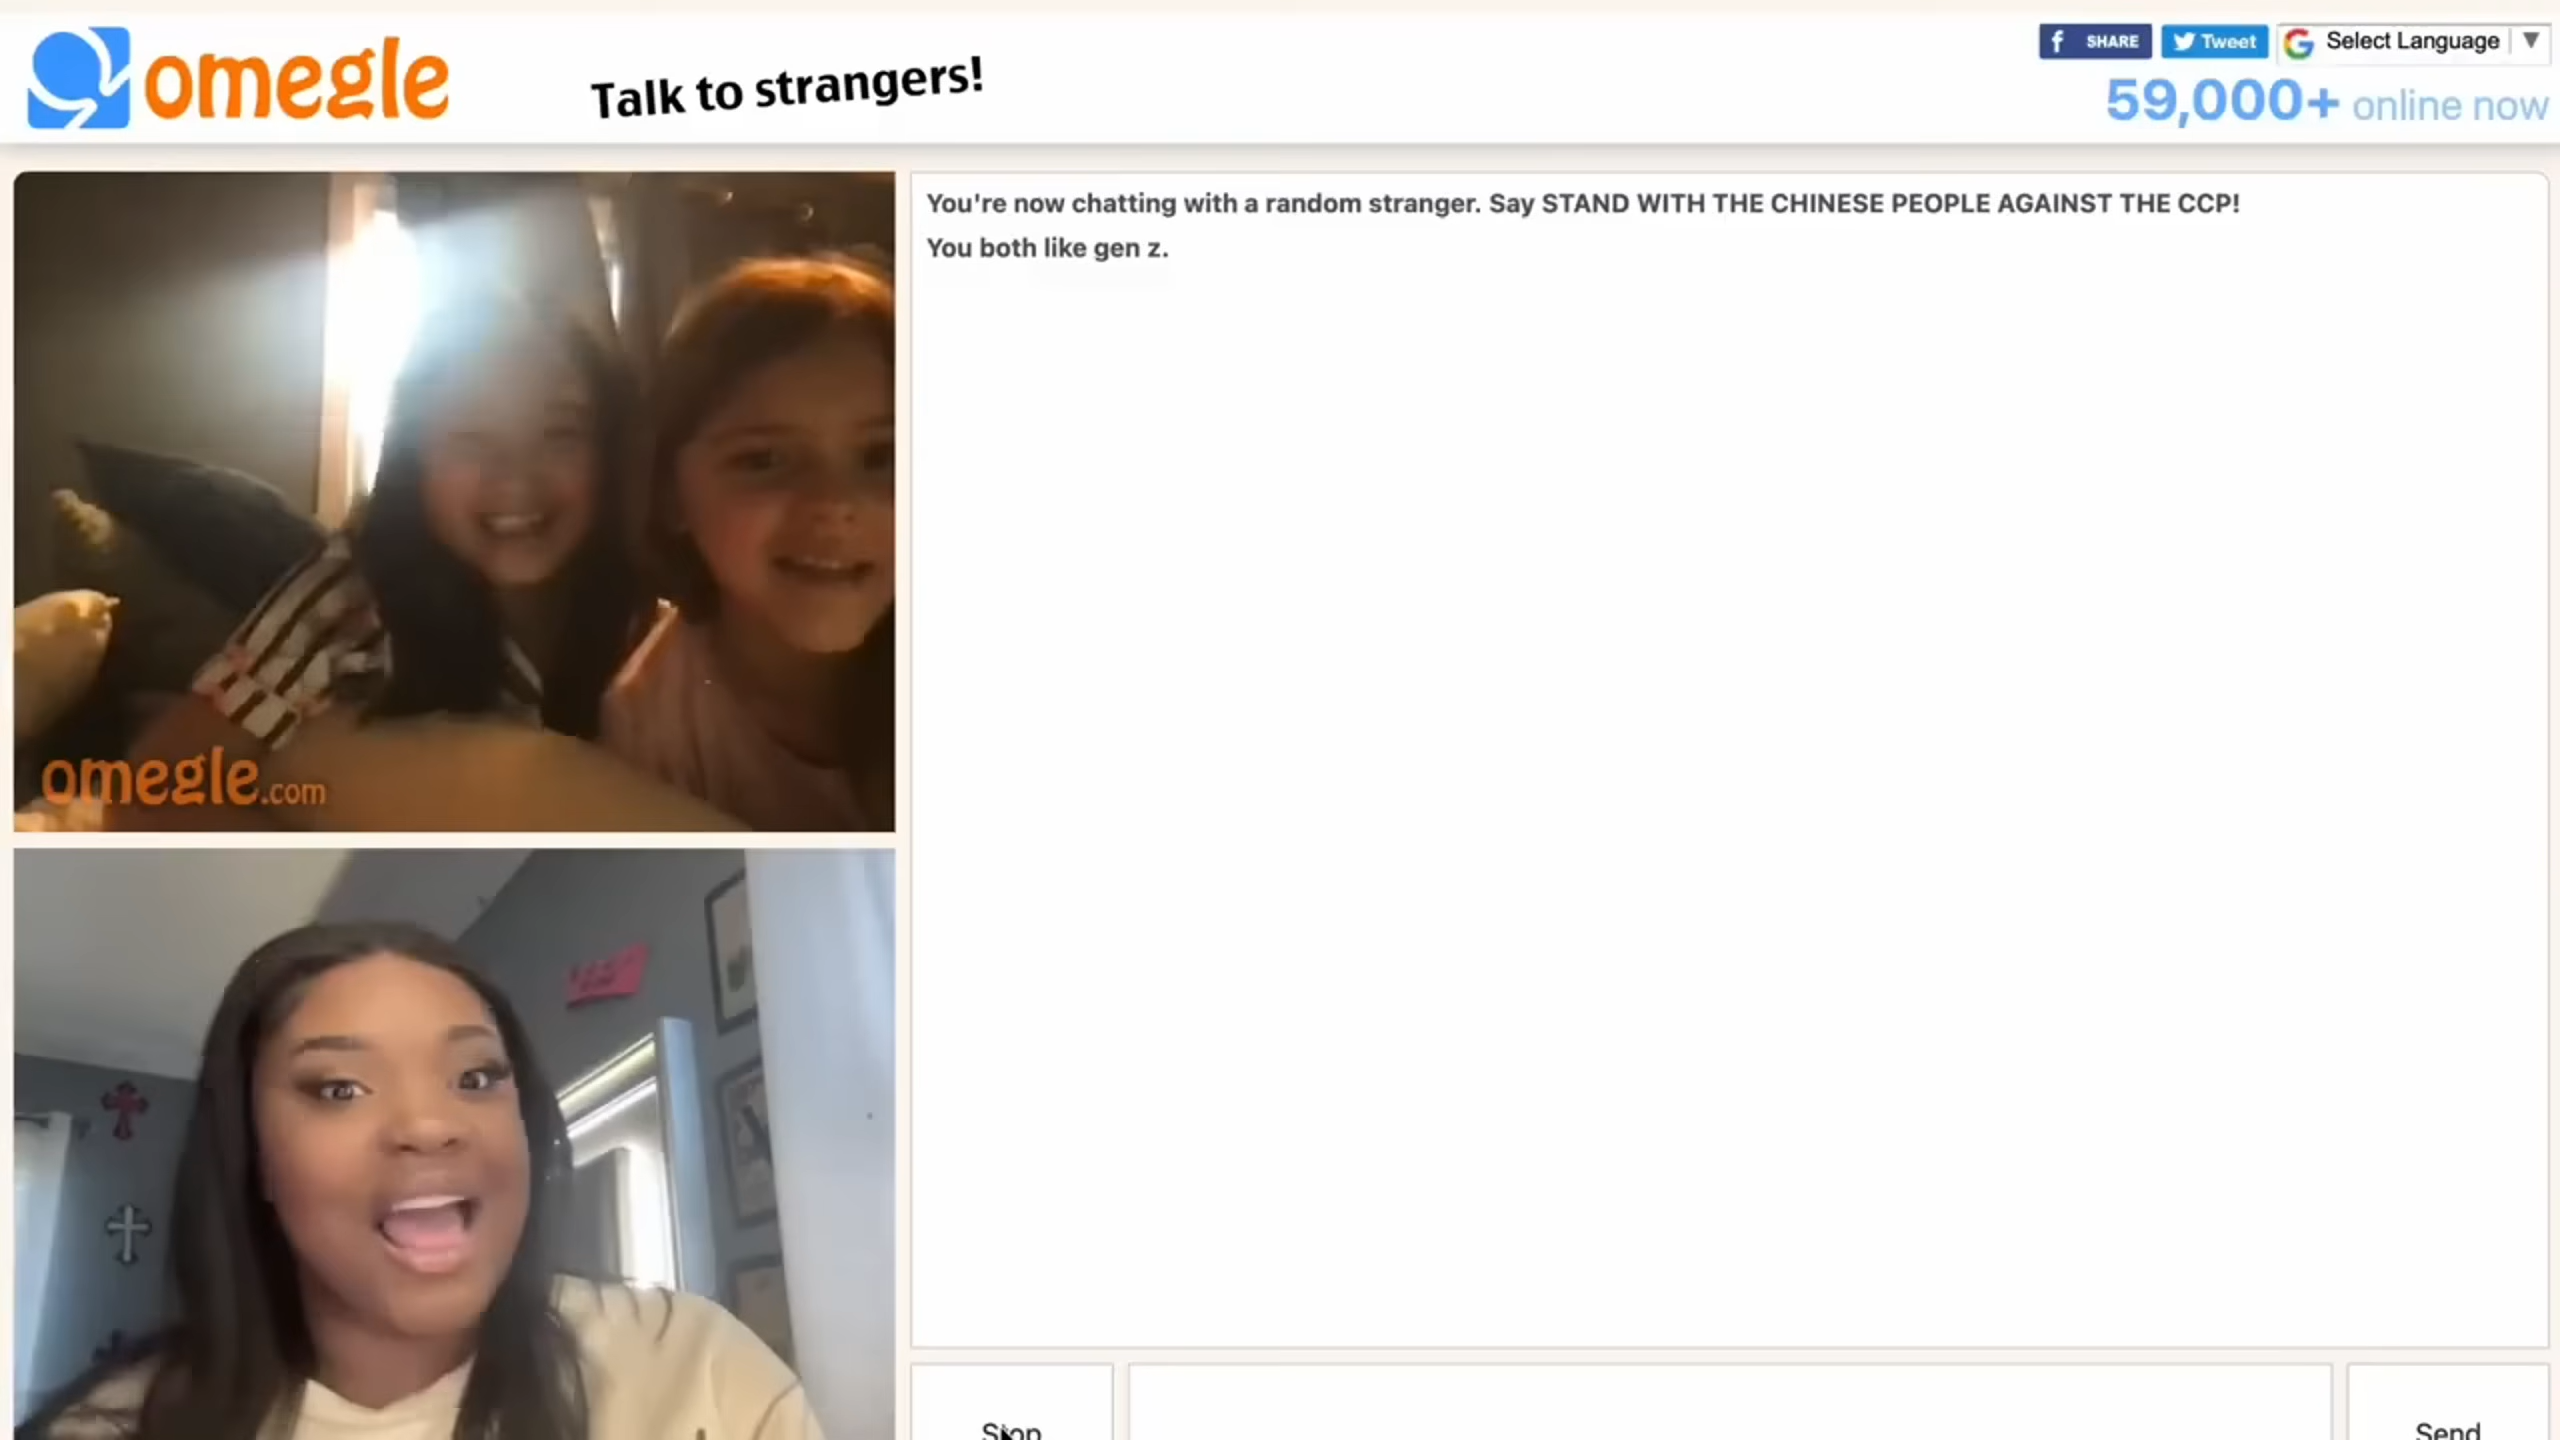 omegle
Talk to strangers!
f SHARE
Tweet
G Select Language ▼
59,000+ online now
You're now chatting with a random stranger. Say STAND WITH THE CHINESE PEOPLE AGAINST THE CCP!
You both like gen z.
omegle.com
Stop
Send